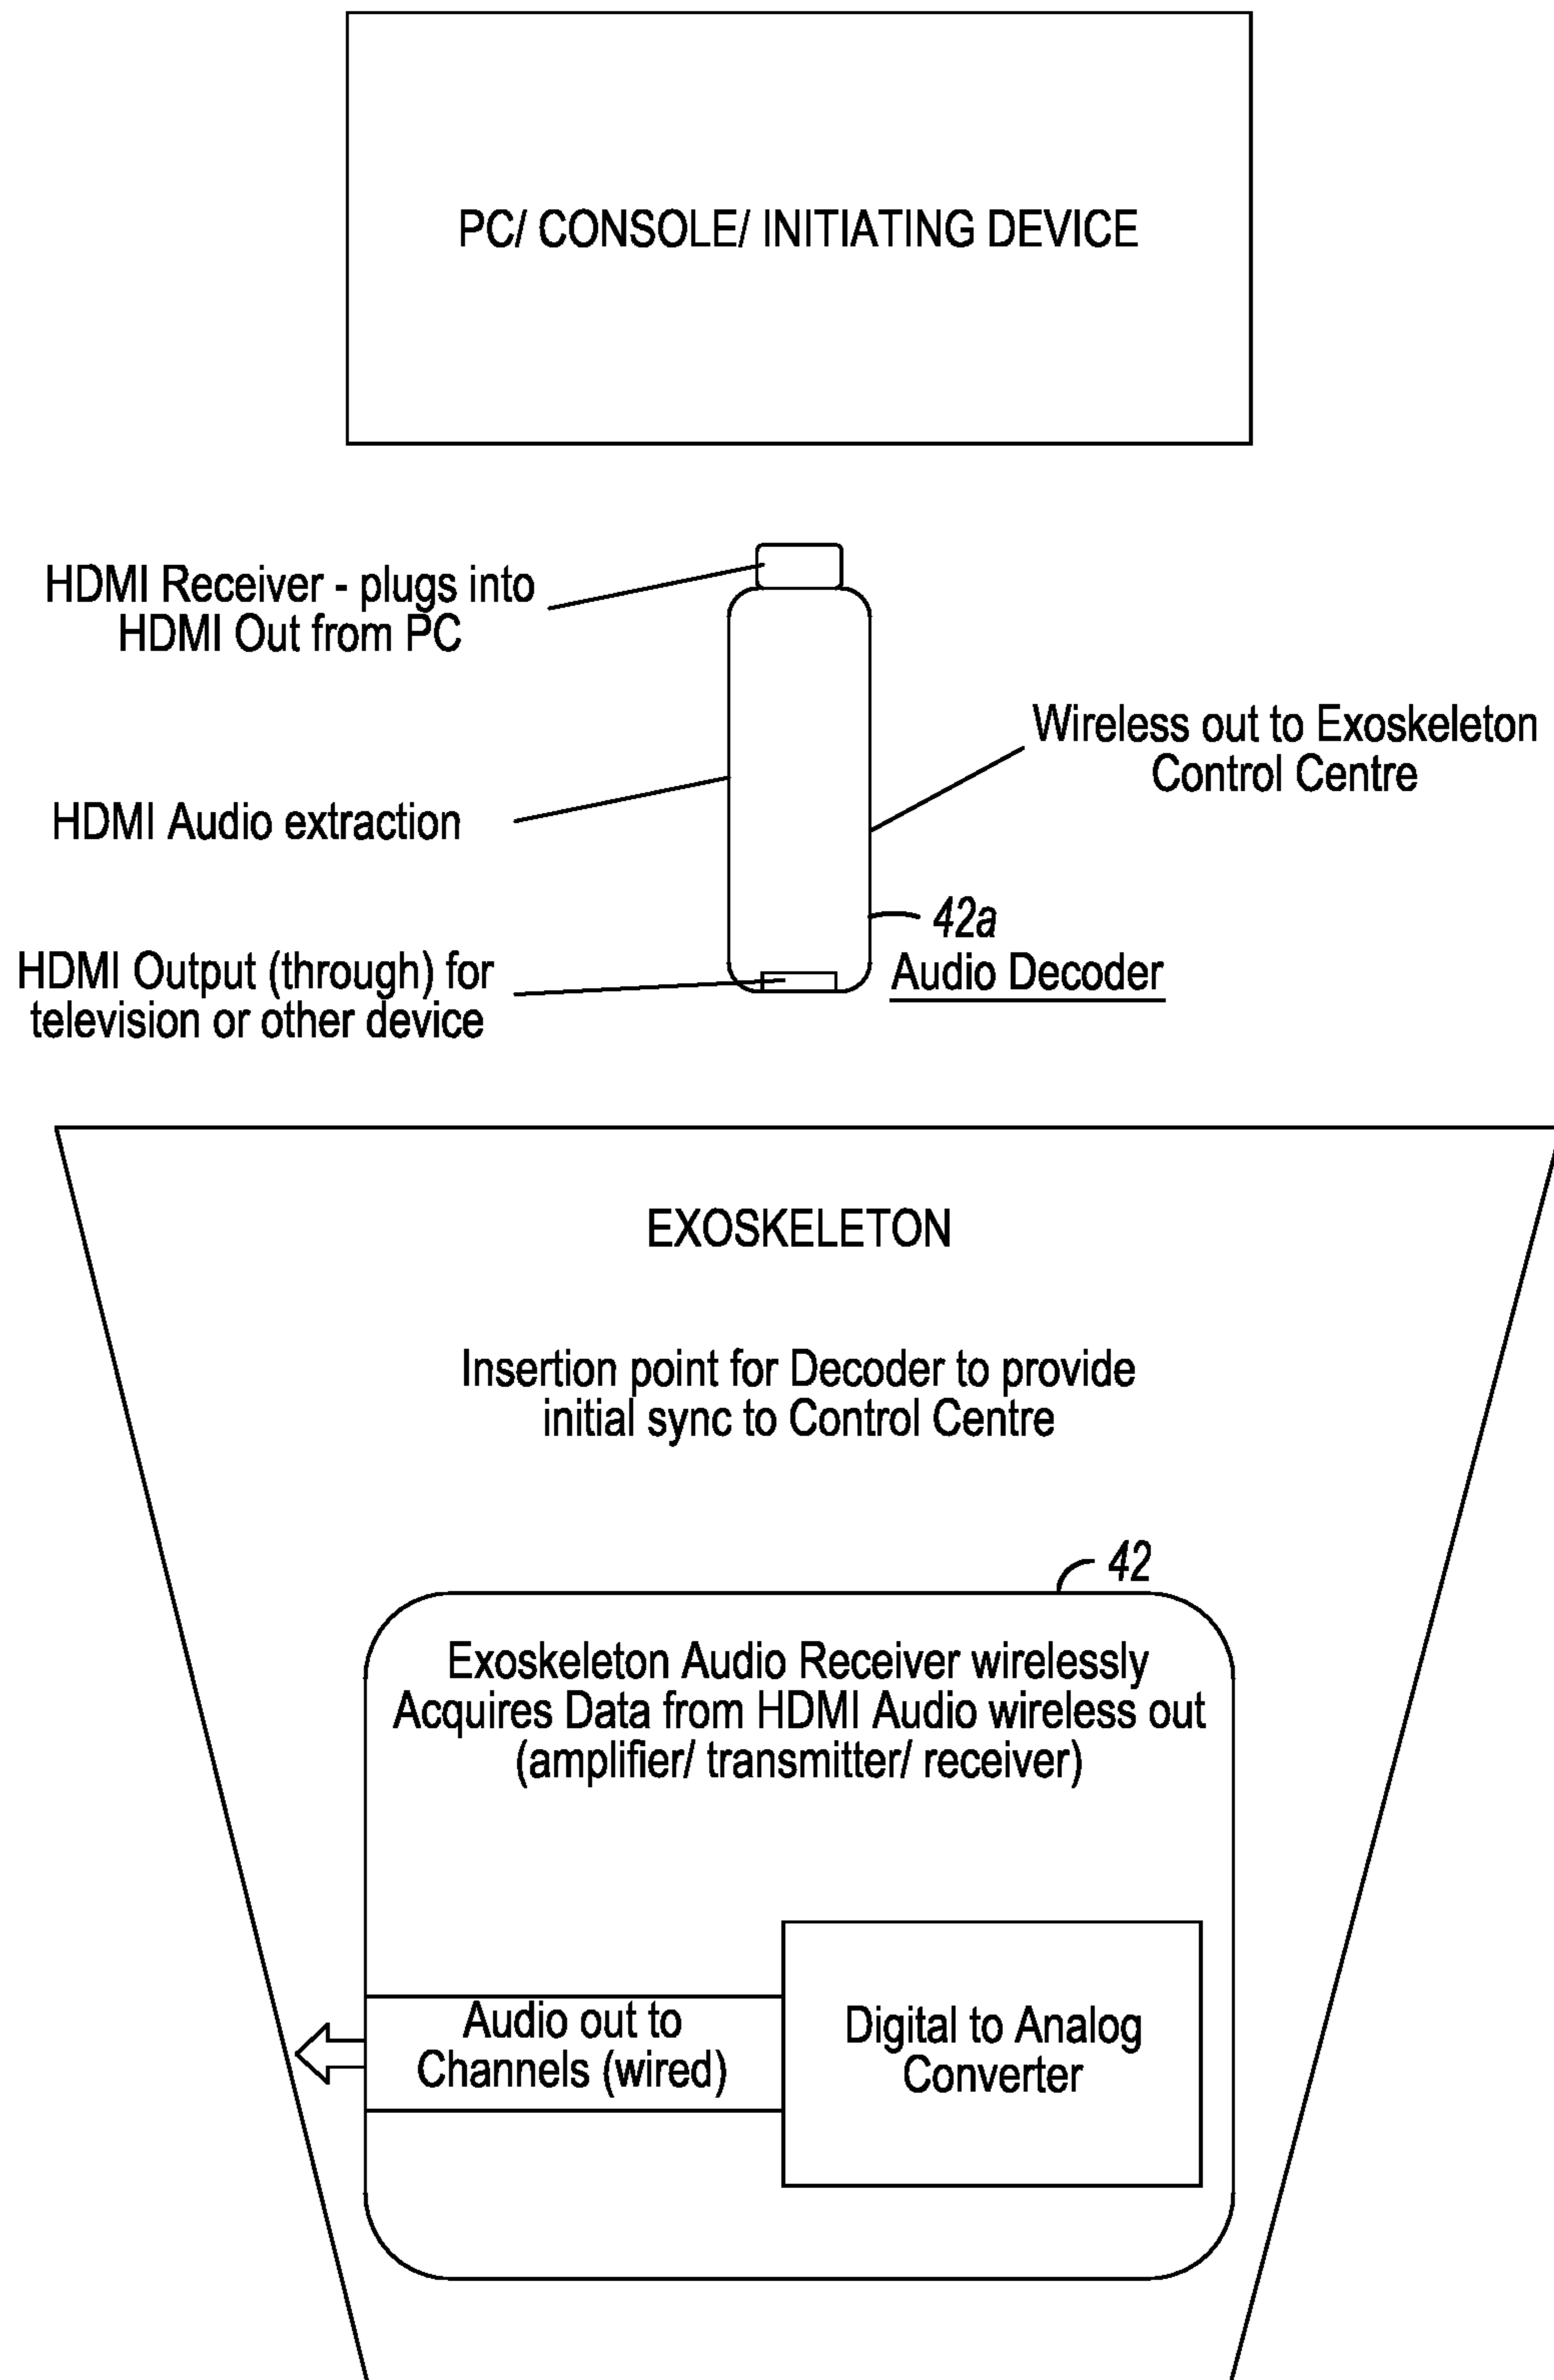 PC/ CONSOLE/ INITIATING DEVICE
HDMI Receiver - plugs into
HDMI Out from PC
Wireless out to Exoskeleton
Control Centre
HDMI Audio extraction
42a
Audio Decoder
HDMI Output (through) for
television or other device
EXOSKELETON
Insertion point for Decoder to provide
initial sync to Control Centre
42
Exoskeleton Audio Receiver wirelessly
Acquires Data from HDMI Audio wireless out
(amplifier/ transmitter/ receiver)
Audio out to
Channels (wired)
Digital to Analog
Converter